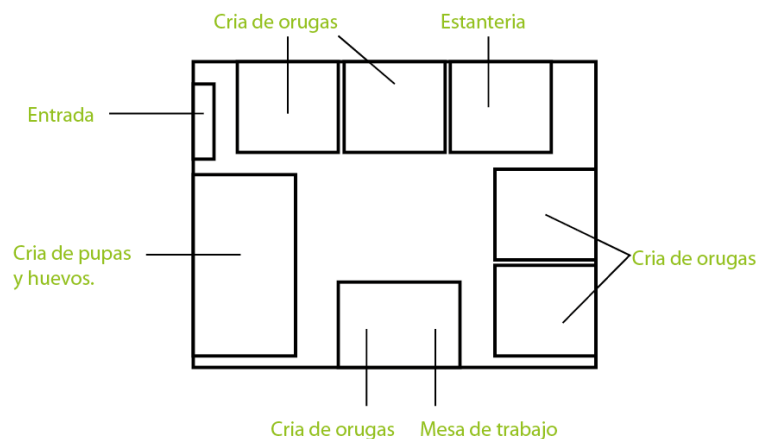 Cria de orugas
Estanteria
Entrada
Cria de pupas
y huevos.
Cria de orugas
Cria de orugas
Mesa de trabajo